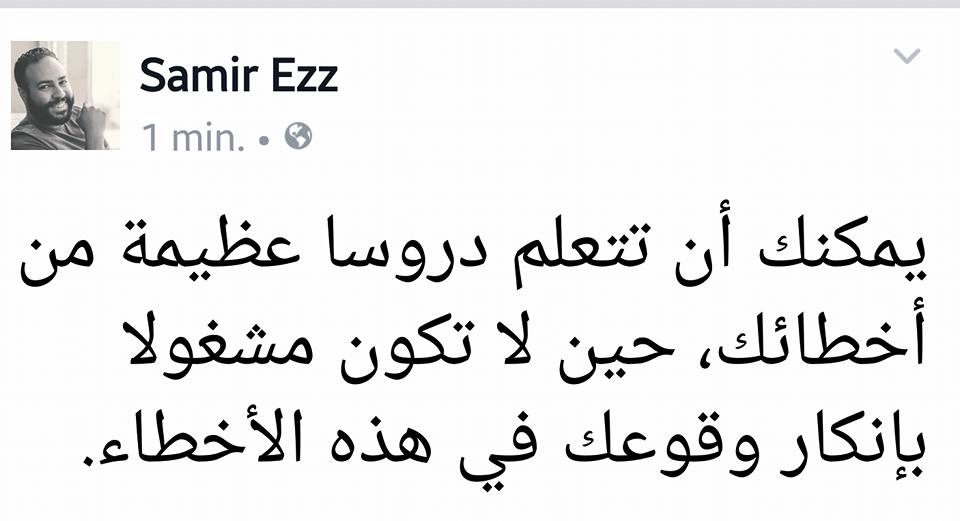 Samir Ezz
1 min. •
يمكنك أن تتعلم دروسا عظيمة من
أخطائك، حين لا تكون مشغولا
بإنكار وقوعك في هذه الأخطاء.